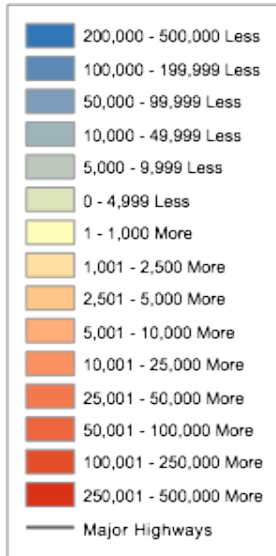 200,000 - 500,000 Less
100,000 - 199,999 Less
50,000 - 99,999 Less
10,000 - 49,999 Less
5,000 - 9,999 Less
0 - 4,999 Less
1 - 1,000 More
1,001 - 2,500 More
2,501 - 5,000 More
5,001 - 10,000 More
10,001 - 25,000 More
25,001 - 50,000 More
50,001 - 100,000 More
100,001 - 250,000 More
250,001 - 500,000 More
Major Highways